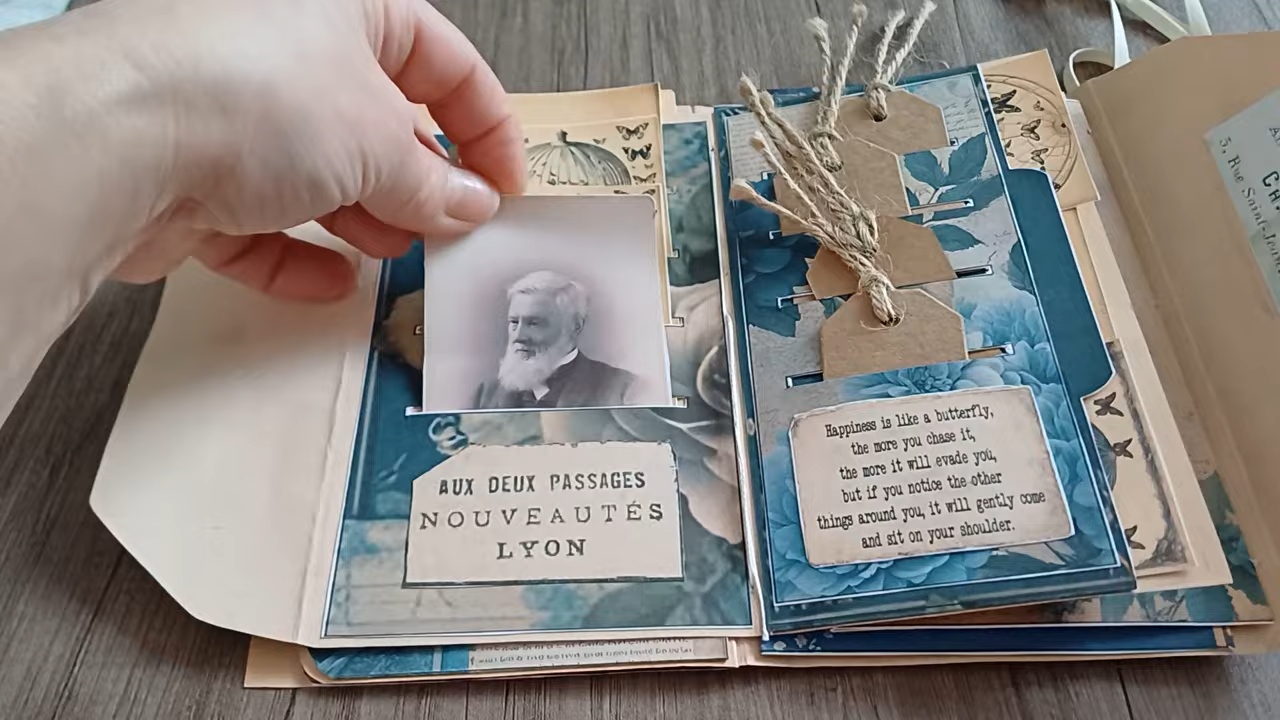 AUX DEUX PASSAGES
NOUVEAUTÉS
LYON
Happiness is like a butterfly,
the more you chase it,
the more it will evade you,
but if you notice the other
things around you, it will gently come
and sit on your shoulder.
5, Rue